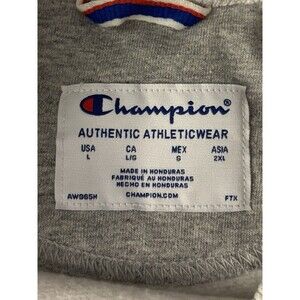 Champion®
AUTHENTIC ATHLETICWEAR
USA CA MEX ASIA
L L/G G 2XL
MADE IN HONDURAS
FABRIQUÉ AU HONDURAS
HECHO EN HONDURAS
AW965H CHAMPION.COM FTX